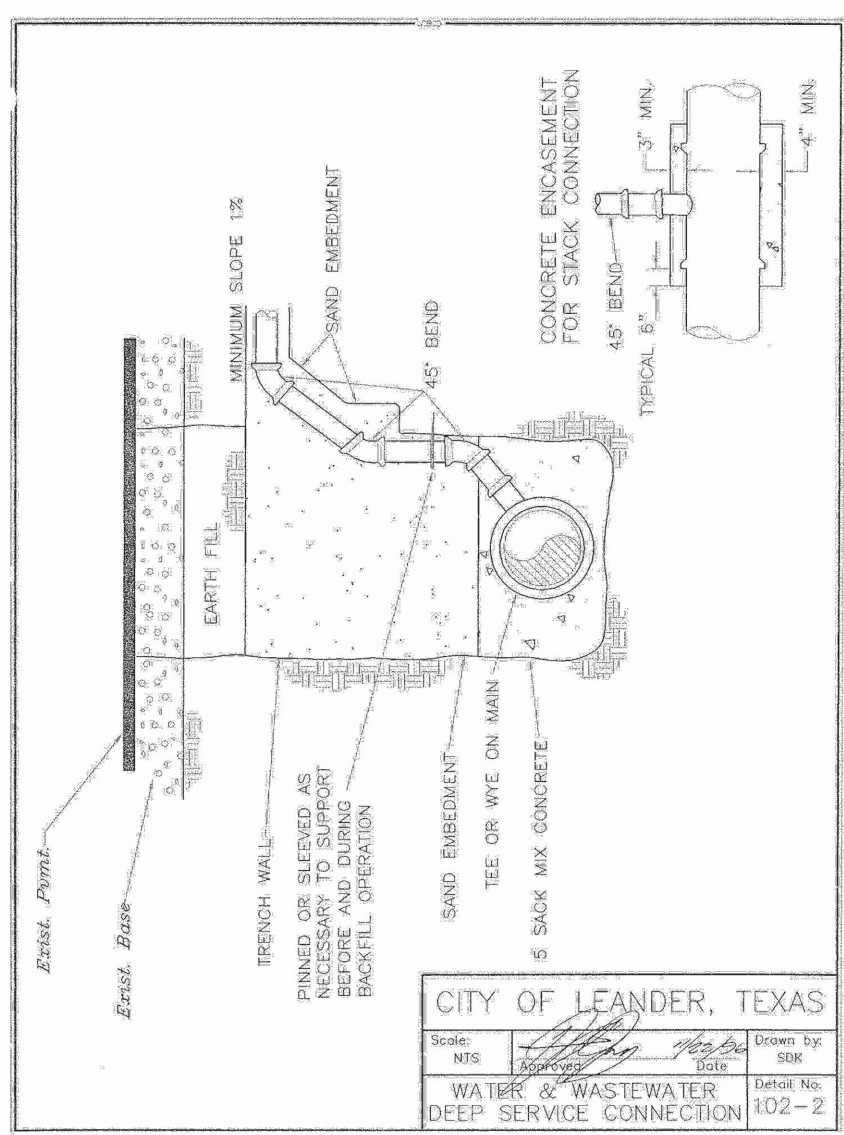 Exist. Pvmt.
Exist. Base
EARTH FILL
MINIMUM SLOPE 1%
SAND EMBEDMENT
45° BEND
TRENCH WALL
PINNED OR SLEEVED AS
NECESSARY TO SUPPORT
BEFORE AND DURING
BACKFILL OPERATION
SAND EMBEDMENT
TEE OR WYE ON MAIN
5 SACK MIX CONCRETE
CONCRETE ENCASEMENT
FOR STACK CONNECTION
45° BEND
TYPICAL 6"
3" MIN.
4" MIN.
CITY OF LEANDER, TEXAS
Scale:
NTS
Approved
Date
Drawn by:
SDK
WATER & WASTEWATER
DEEP SERVICE CONNECTION
Detail No.
102-2